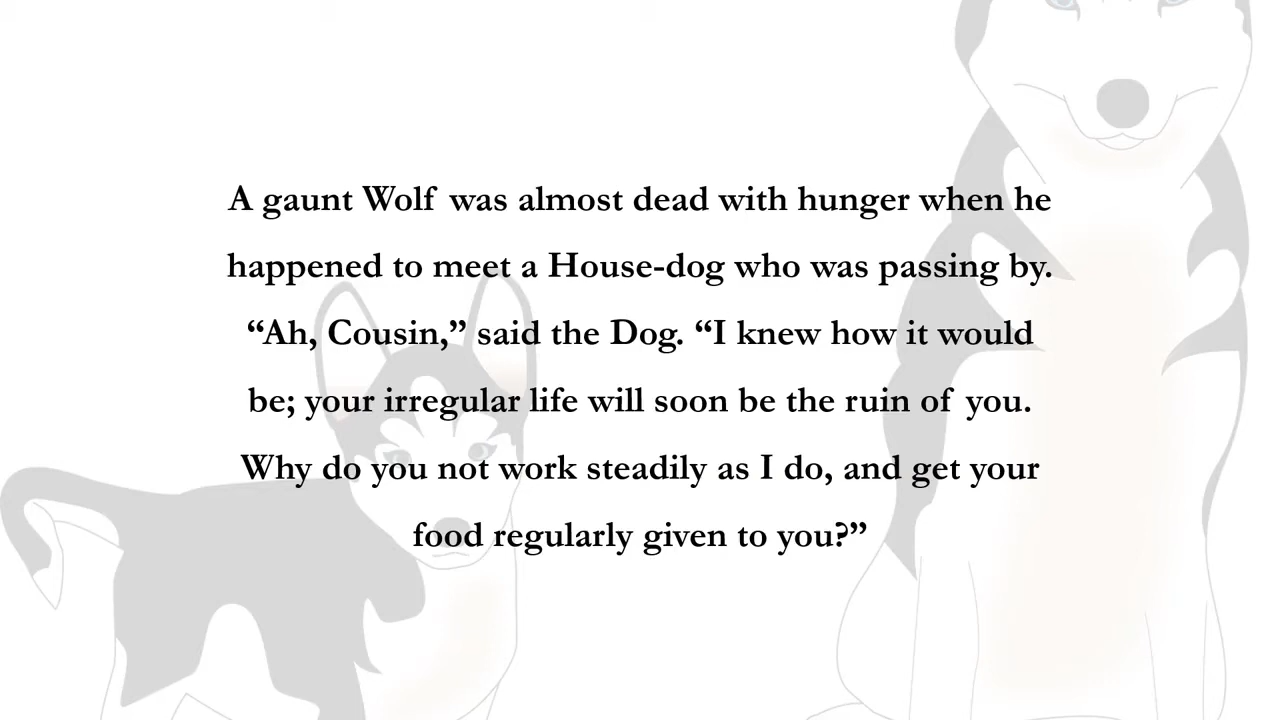 A gaunt Wolf was almost dead with hunger when he
happened to meet a House-dog who was passing by.
“Ah, Cousin,” said the Dog. “I knew how it would
be; your irregular life will soon be the ruin of you.
Why do you not work steadily as I do, and get your
food regularly given to you?”